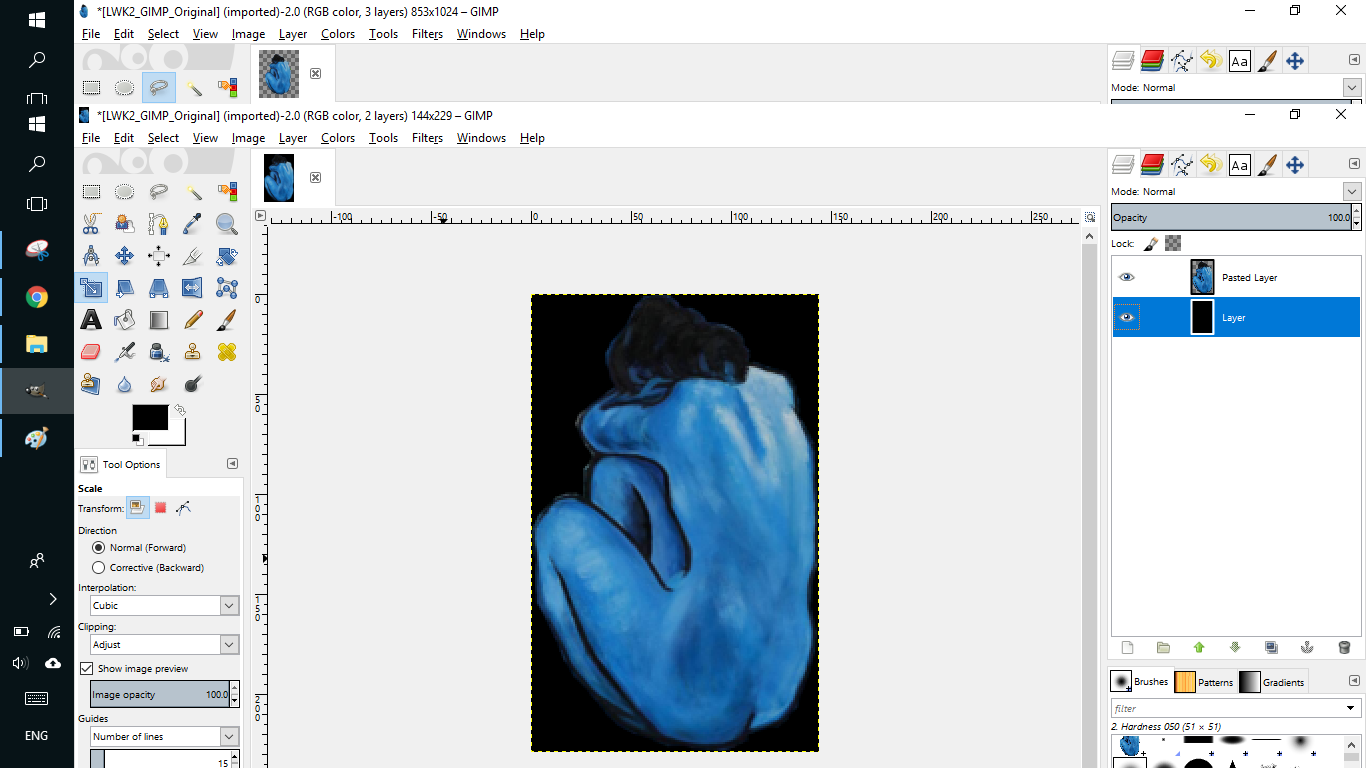 *[LWK2_GIMP_Original] (imported)-2.0 (RGB color, 3 layers) 853x1024 – GIMP
File Edit Select View Image Layer Colors Tools Filters Windows Help
Aa
Mode: Normal
*[LWK2_GIMP_Original] (imported)-2.0 (RGB color, 2 layers) 144x229 – GIMP
File Edit Select View Image Layer Colors Tools Filters Windows Help
Aa
Mode: Normal
-100 -50 0 50 100 150 200 250
Opacity 100.0
Lock:
Pasted Layer
Layer
0
50
100
150
200
Tool Options
Scale
Transform:
Direction
Normal (Forward)
Corrective (Backward)
Interpolation:
Cubic
Clipping:
Adjust
Show image preview
Image opacity 100.0
Guides
Number of lines
15
ENG
Brushes Patterns Gradients
filter
2. Hardness 050 (51 × 51)